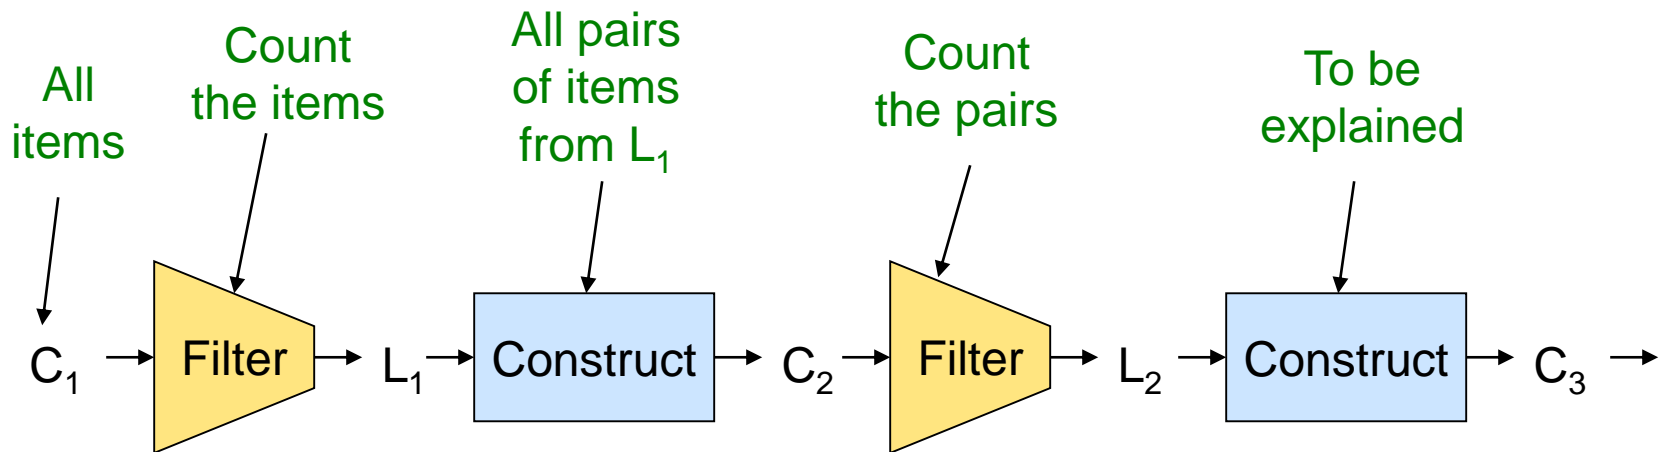 All
items
Count
the items
All pairs
of items
from L₁
Count
the pairs
To be
explained
C₁
Filter
L₁
Construct
C₂
Filter
L₂
Construct
C₃